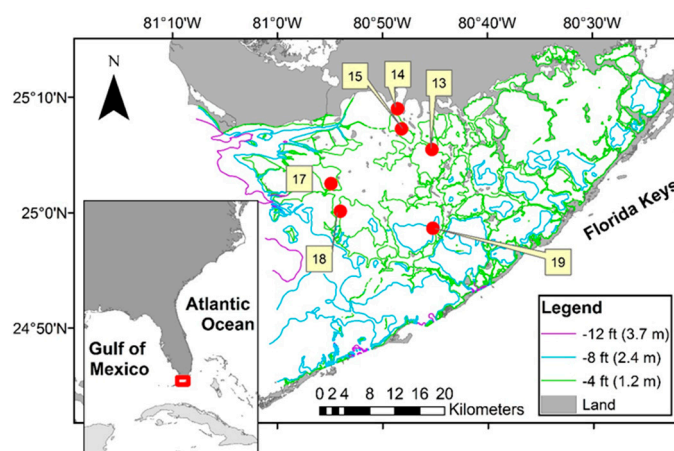 81°10'W 81°0'W 80°50'W 80°40'W 80°30'W
N
25°10'N
15 14 13
17
25°0'N
18
19
Florida Keys
24°50'N
Atlantic
Ocean
Gulf of
Mexico
Legend
-12 ft (3.7 m)
-8 ft (2.4 m)
-4 ft (1.2 m)
Land
0 2 4 8 12 16 20
Kilometers